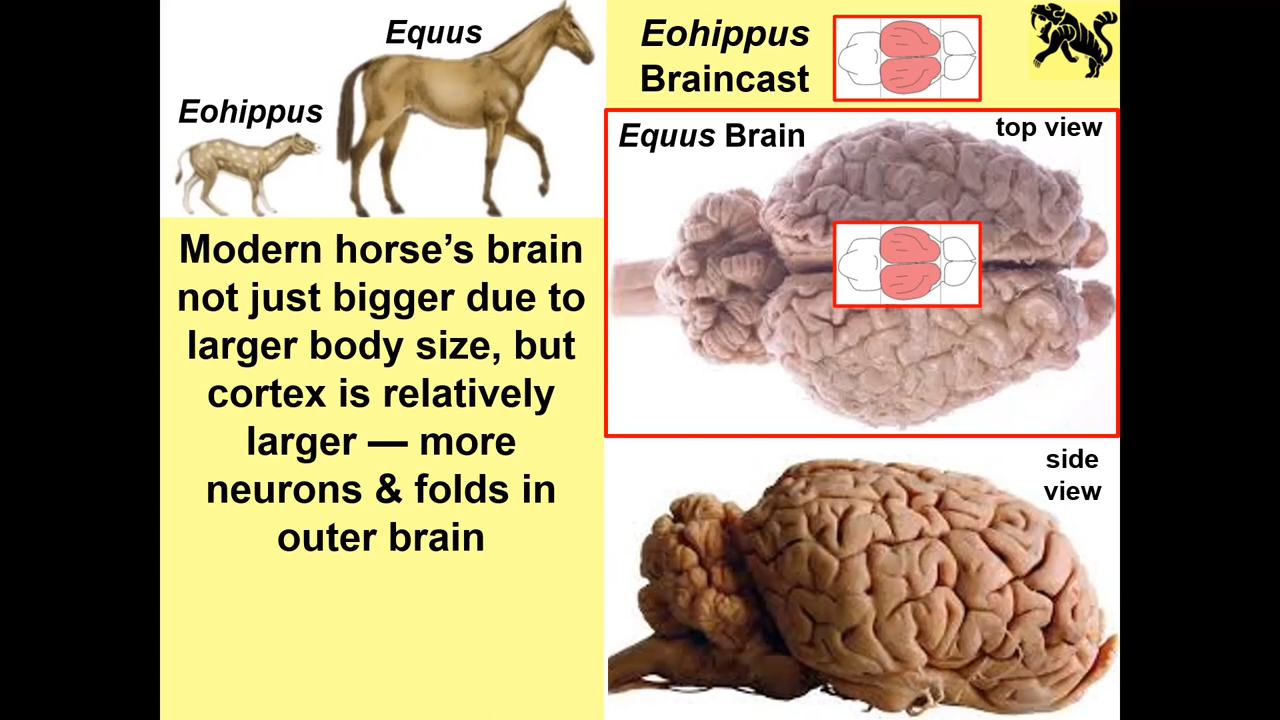 Equus
Eohippus
Modern horse’s brain
not just bigger due to
larger body size, but
cortex is relatively
larger — more
neurons & folds in
outer brain
Eohippus
Braincast
Equus Brain
top view
side
view